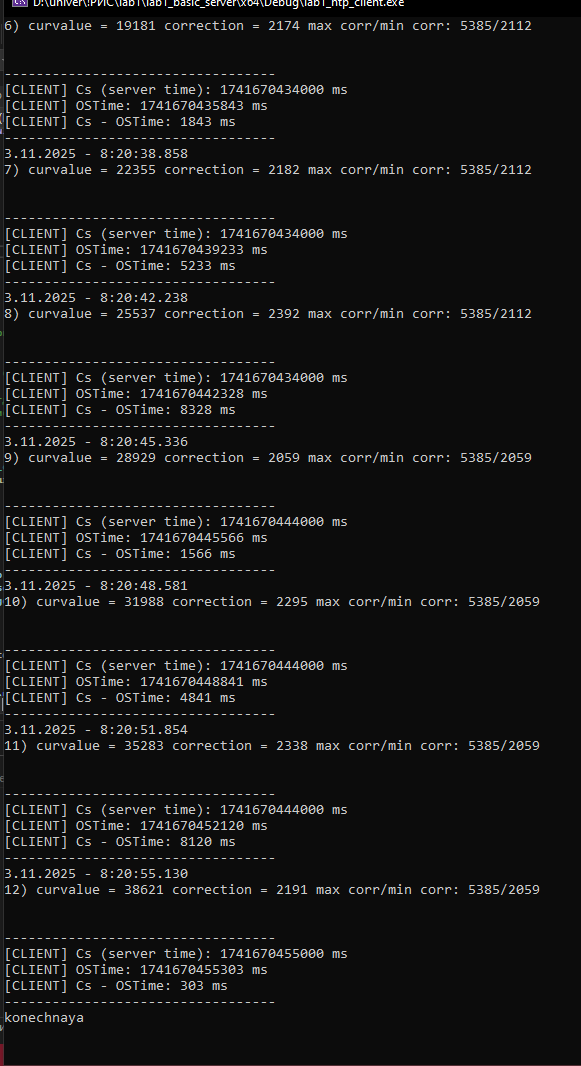 D:\univer\!РИС\lab1\lab1_basic_server\x64\Debug\lab1_ntp_client.exe
6) curvalue = 19181 correction = 2174 max corr/min corr: 5385/2112
----------------------------------
[CLIENT] Cs (server time): 1741670434000 ms
[CLIENT] OSTime: 1741670435843 ms
[CLIENT] Cs - OSTime: 1843 ms
----------------------------------
3.11.2025 - 8:20:38.858
7) curvalue = 22355 correction = 2182 max corr/min corr: 5385/2112
----------------------------------
[CLIENT] Cs (server time): 1741670434000 ms
[CLIENT] OSTime: 1741670439233 ms
[CLIENT] Cs - OSTime: 5233 ms
----------------------------------
3.11.2025 - 8:20:42.238
8) curvalue = 25537 correction = 2392 max corr/min corr: 5385/2112
----------------------------------
[CLIENT] Cs (server time): 1741670434000 ms
[CLIENT] OSTime: 1741670442328 ms
[CLIENT] Cs - OSTime: 8328 ms
----------------------------------
3.11.2025 - 8:20:45.336
9) curvalue = 28929 correction = 2059 max corr/min corr: 5385/2059
----------------------------------
[CLIENT] Cs (server time): 1741670444000 ms
[CLIENT] OSTime: 1741670445566 ms
[CLIENT] Cs - OSTime: 1566 ms
----------------------------------
3.11.2025 - 8:20:48.581
10) curvalue = 31988 correction = 2295 max corr/min corr: 5385/2059
----------------------------------
[CLIENT] Cs (server time): 1741670444000 ms
[CLIENT] OSTime: 1741670448841 ms
[CLIENT] Cs - OSTime: 4841 ms
----------------------------------
3.11.2025 - 8:20:51.854
11) curvalue = 35283 correction = 2338 max corr/min corr: 5385/2059
----------------------------------
[CLIENT] Cs (server time): 1741670444000 ms
[CLIENT] OSTime: 1741670452120 ms
[CLIENT] Cs - OSTime: 8120 ms
----------------------------------
3.11.2025 - 8:20:55.130
12) curvalue = 38621 correction = 2191 max corr/min corr: 5385/2059
----------------------------------
[CLIENT] Cs (server time): 1741670455000 ms
[CLIENT] OSTime: 1741670455303 ms
[CLIENT] Cs - OSTime: 303 ms
----------------------------------
konechnaya